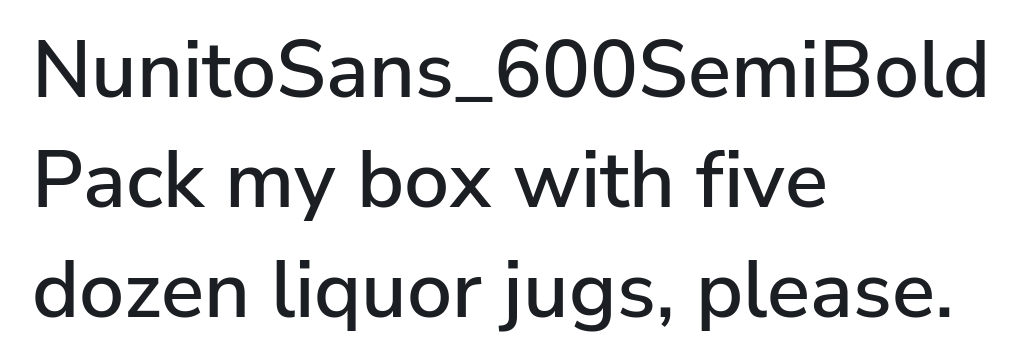 NunitoSans_600SemiBold
Pack my box with five
dozen liquor jugs, please.